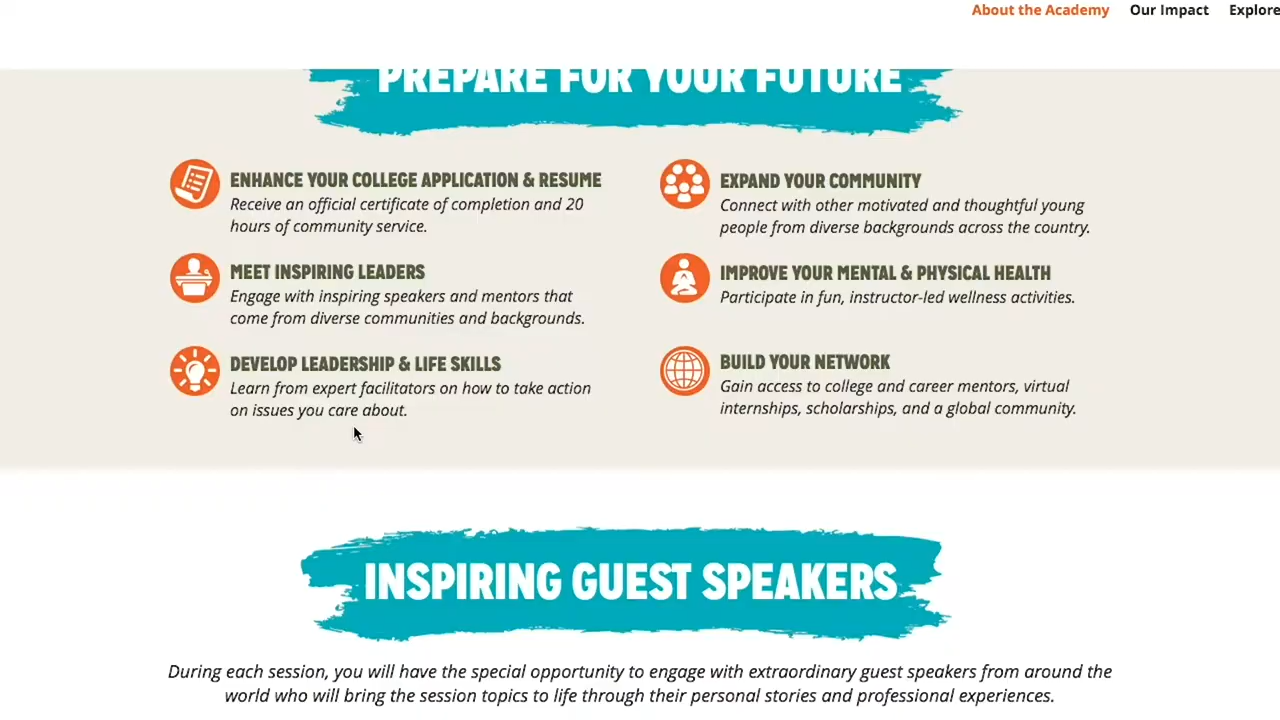 About the Academy Our Impact Explore
PREPARE FOR YOUR FUTURE
ENHANCE YOUR COLLEGE APPLICATION & RESUME
Receive an official certificate of completion and 20
hours of community service.
MEET INSPIRING LEADERS
Engage with inspiring speakers and mentors that
come from diverse communities and backgrounds.
DEVELOP LEADERSHIP & LIFE SKILLS
Learn from expert facilitators on how to take action
on issues you care about.
EXPAND YOUR COMMUNITY
Connect with other motivated and thoughtful young
people from diverse backgrounds across the country.
IMPROVE YOUR MENTAL & PHYSICAL HEALTH
Participate in fun, instructor-led wellness activities.
BUILD YOUR NETWORK
Gain access to college and career mentors, virtual
internships, scholarships, and a global community.
INSPIRING GUEST SPEAKERS
During each session, you will have the special opportunity to engage with extraordinary guest speakers from around the
world who will bring the session topics to life through their personal stories and professional experiences.